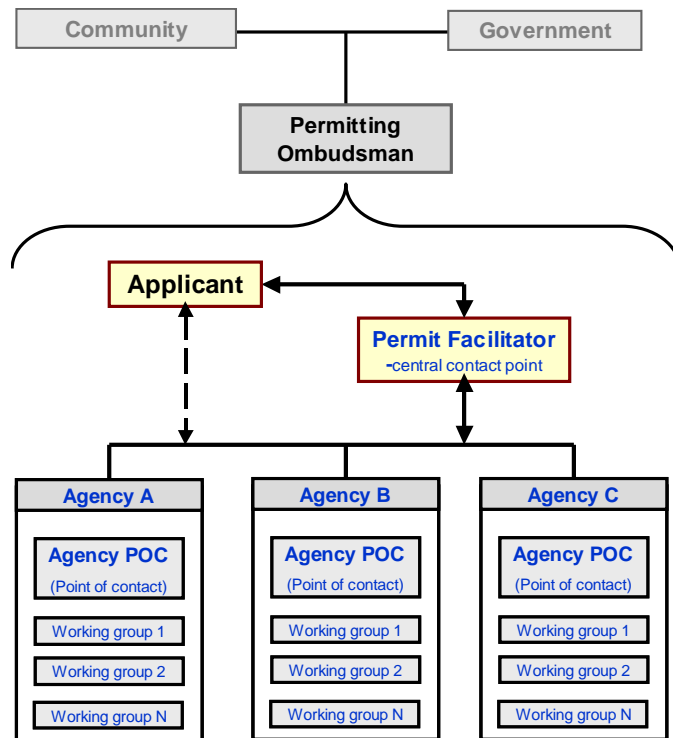 Community
Government
Permitting
Ombudsman
Applicant
Permit Facilitator
-central contact point
Agency A
Agency POC
(Point of contact)
Working group 1
Working group 2
Working group N
Agency B
Agency POC
(Point of contact)
Working group 1
Working group 2
Working group N
Agency C
Agency POC
(Point of contact)
Working group 1
Working group 2
Working group N